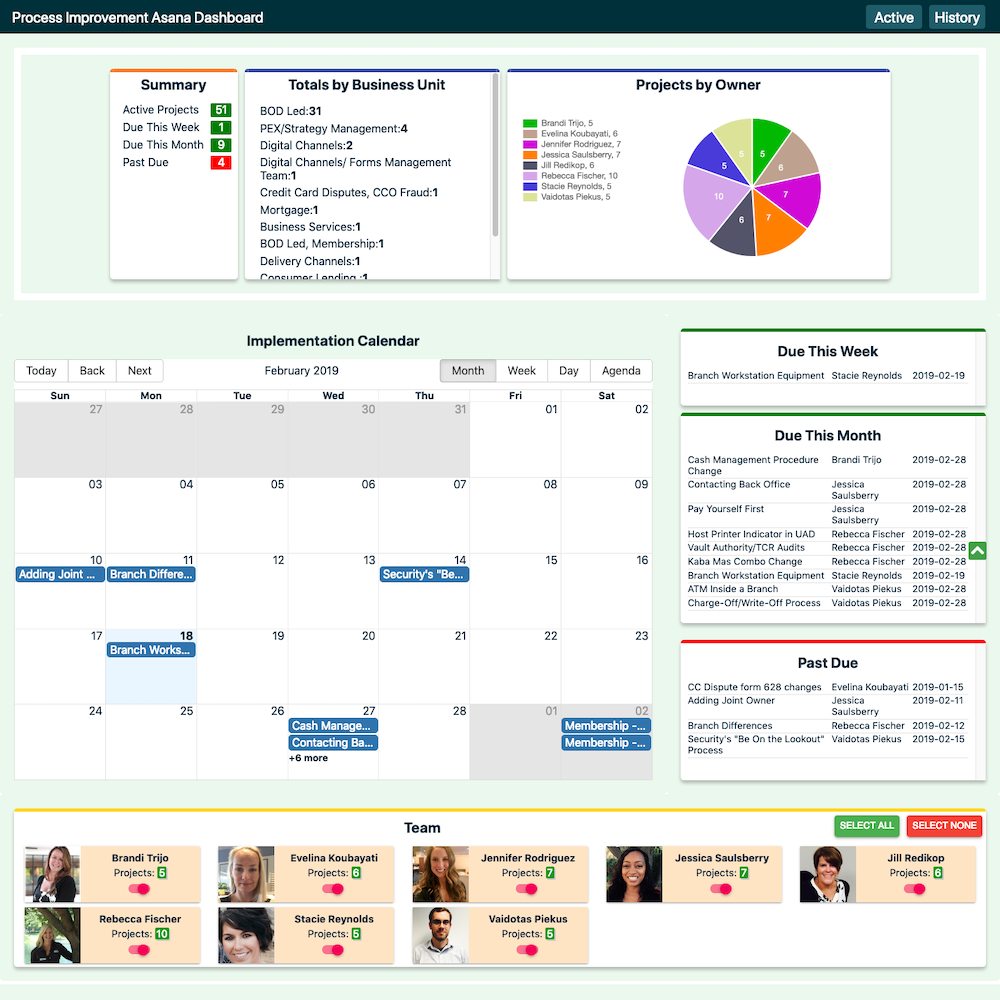 Process Improvement Asana Dashboard
Active
History
Summary
Active Projects 51
Due This Week 1
Due This Month 9
Past Due 4
Totals by Business Unit
BOD Led:31
PEX/Strategy Management:4
Digital Channels:2
Digital Channels/ Forms Management
Team:1
Credit Card Disputes, CCO Fraud:1
Mortgage:1
Business Services:1
BOD Led, Membership:1
Delivery Channels:1
Consumer Lending :1
Projects by Owner
Brandi Trijo, 5
Evelina Koubayati, 6
Jennifer Rodriguez, 7
Jessica Saulsberry, 7
Jill Redikop, 6
Rebecca Fischer, 10
Stacie Reynolds, 5
Vaidotas Piekus, 5
5
6
7
7
6
10
5
5
Implementation Calendar
Today Back Next
February 2019
Month Week Day Agenda
Sun Mon Tue Wed Thu Fri Sat
27 28 29 30 31 01 02
03 04 05 06 07 08 09
10 11 12 13 14 15 16
Adding Joint ... Branch Differe... Security's "Be...
17 18 19 20 21 22 23
Branch Works...
24 25 26 27 28 01 02
Cash Manage... Membership -...
Contacting Ba... Membership -...
+6 more
Due This Week
Branch Workstation Equipment Stacie Reynolds 2019-02-19
Due This Month
Cash Management Procedure Brandi Trijo 2019-02-28
Change
Contacting Back Office Jessica 2019-02-28
Saulsberry
Pay Yourself First Jessica 2019-02-28
Saulsberry
Host Printer Indicator in UAD Rebecca Fischer 2019-02-28
Vault Authority/TCR Audits Rebecca Fischer 2019-02-28
Kaba Mas Combo Change Rebecca Fischer 2019-02-28
Branch Workstation Equipment Stacie Reynolds 2019-02-19
ATM Inside a Branch Vaidotas Piekus 2019-02-28
Charge-Off/Write-Off Process Vaidotas Piekus 2019-02-28
Past Due
CC Dispute form 628 changes Evelina Koubayati 2019-01-15
Adding Joint Owner Jessica 2019-02-11
Saulsberry
Branch Differences Rebecca Fischer 2019-02-12
Security's "Be On the Lookout" Vaidotas Piekus 2019-02-15
Process
Team
SELECT ALL
SELECT NONE
Brandi Trijo
Projects: 5
Evelina Koubayati
Projects: 6
Jennifer Rodriguez
Projects: 7
Jessica Saulsberry
Projects: 7
Jill Redikop
Projects: 6
Rebecca Fischer
Projects: 10
Stacie Reynolds
Projects: 5
Vaidotas Piekus
Projects: 5